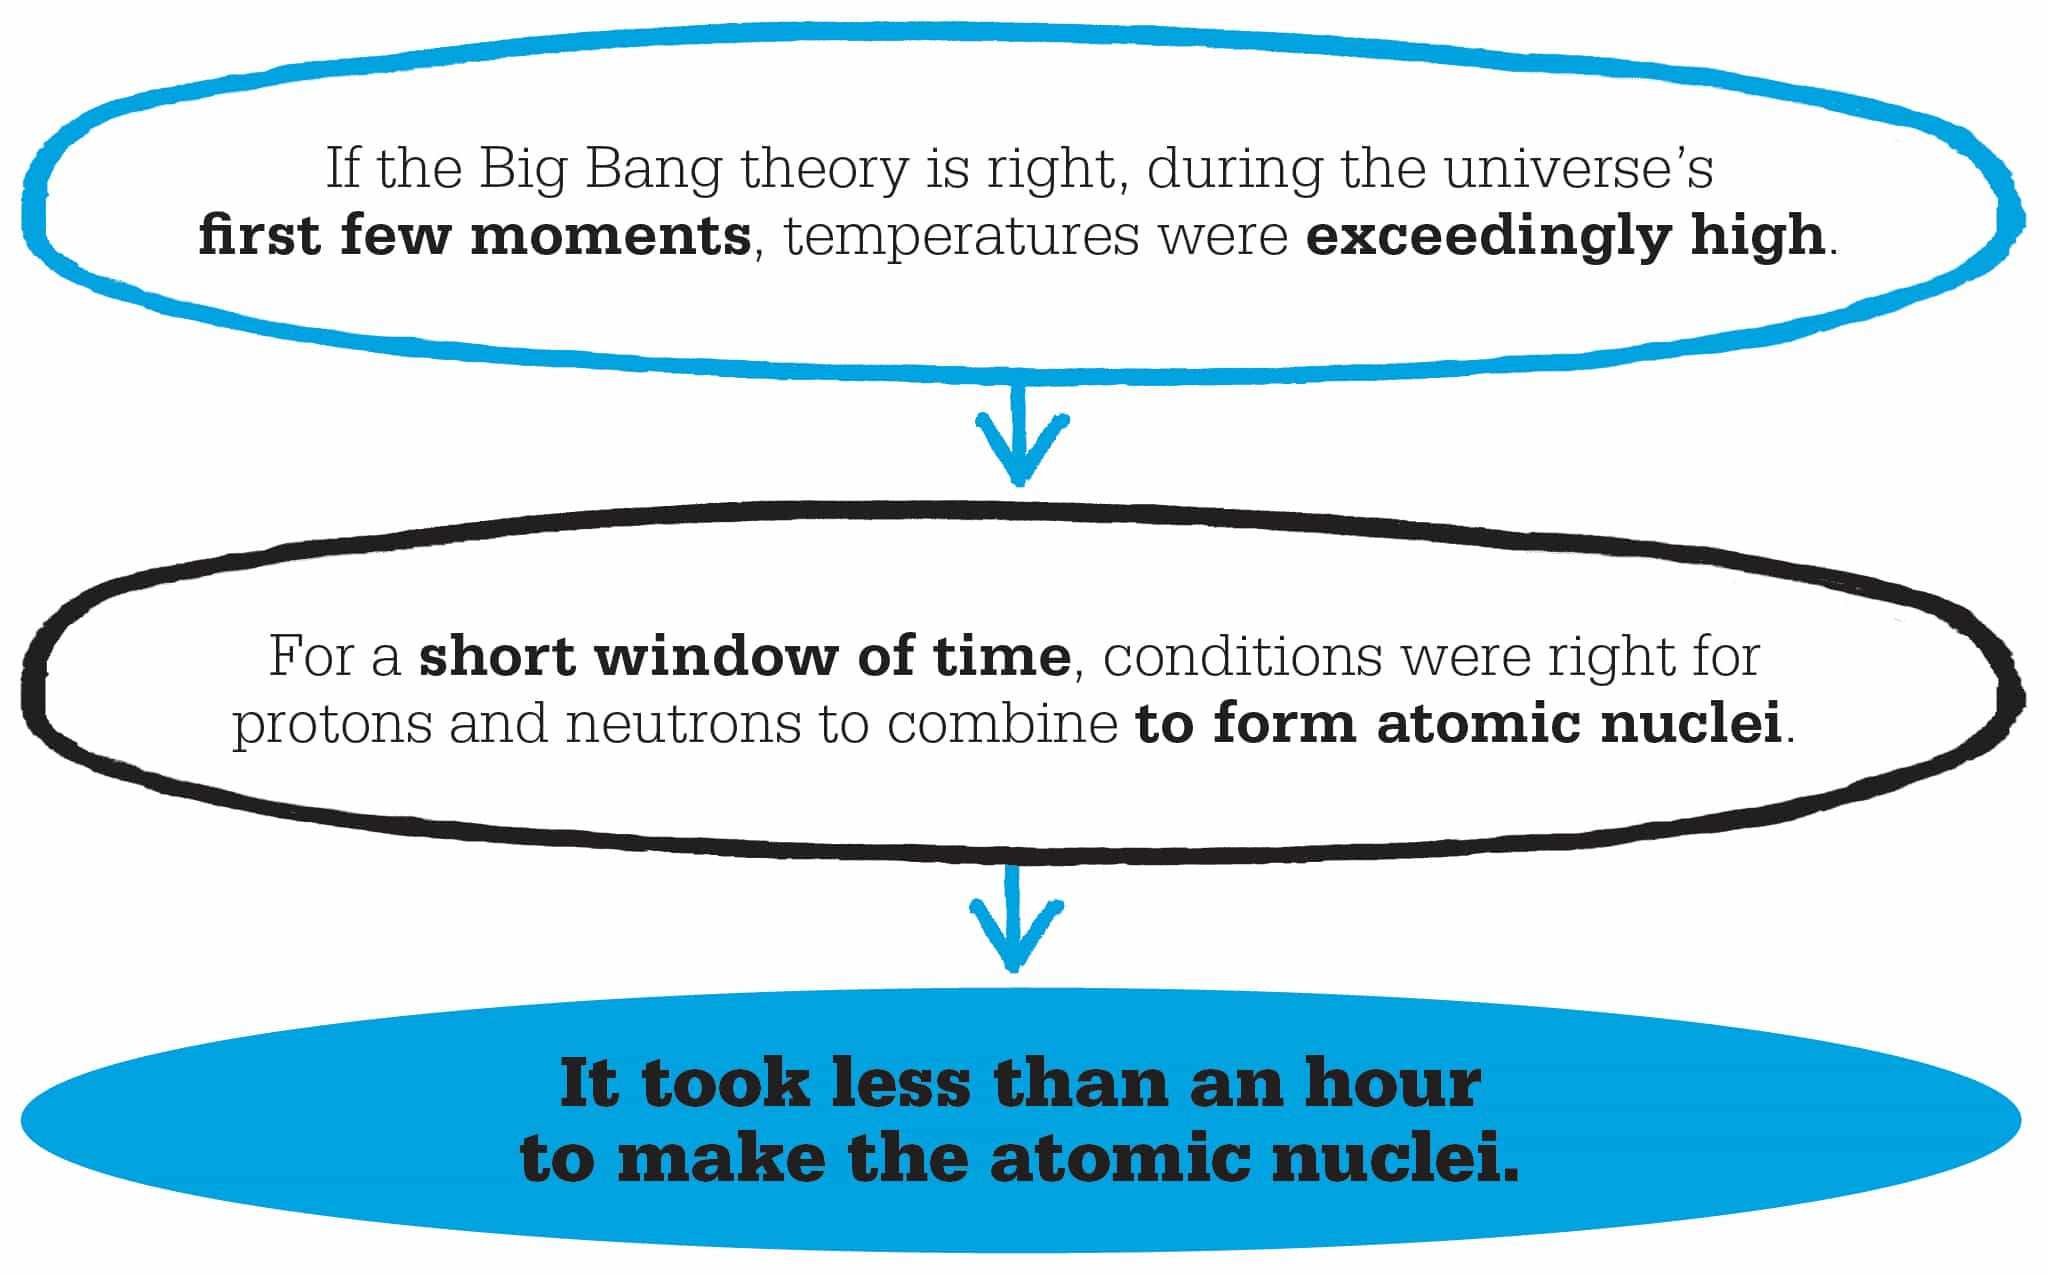 If the Big Bang theory is right, during the universe’s
first few moments, temperatures were exceedingly high.
For a short window of time, conditions were right for
protons and neutrons to combine to form atomic nuclei.
It took less than an hour
to make the atomic nuclei.